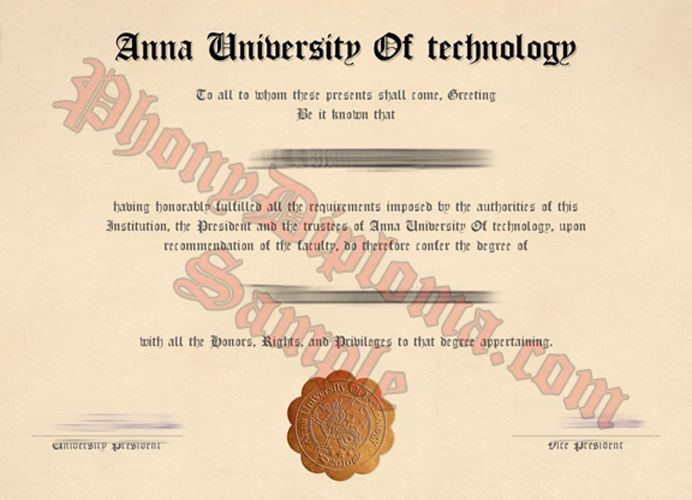 Anna University Of technology
To all to whom these presents shall come, Greeting
Be it known that
having honorably fulfilled all the requirements imposed by the authorities of this
Institution, the President and the trustees of Anna University Of technology, upon
recommendation of the faculty, do therefore confer the degree of
with all the Honors, Rights, and Privileges to that degree appertaining.
PhonyDiploma.com
Sample
Anna University Of technology
University President
Vice President